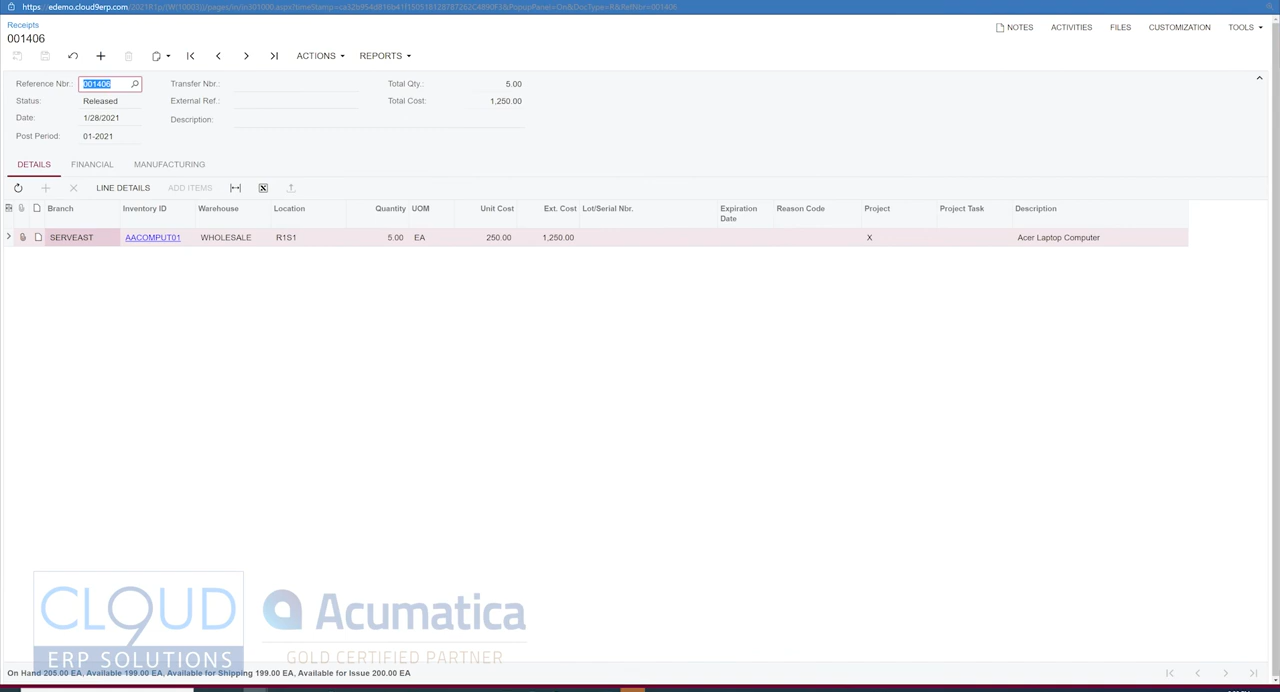 https://edemo.cloud9erp.com
Receipts
001406
NOTES ACTIVITIES FILES CUSTOMIZATION TOOLS
ACTIONS REPORTS
Reference Nbr.: 001406 Transfer Nbr.: Total Qty.: 5.00
Status: Released External Ref.: Total Cost: 1,250.00
Date: 1/28/2021 Description:
Post Period: 01-2021
DETAILS FINANCIAL MANUFACTURING
LINE DETAILS ADD ITEMS
Branch Inventory ID Warehouse Location Quantity UOM Unit Cost Ext. Cost Lot/Serial Nbr. Expiration Date Reason Code Project Project Task Description
SERVEAST AACOMPUT01 WHOLESALE R1S1 5.00 EA 250.00 1,250.00 X Acer Laptop Computer
CLOUD9
ERP SOLUTIONS
Acumatica
GOLD CERTIFIED PARTNER
On Hand 205.00 EA, Available 199.00 EA, Available for Shipping 199.00 EA, Available for Issue 200.00 EA